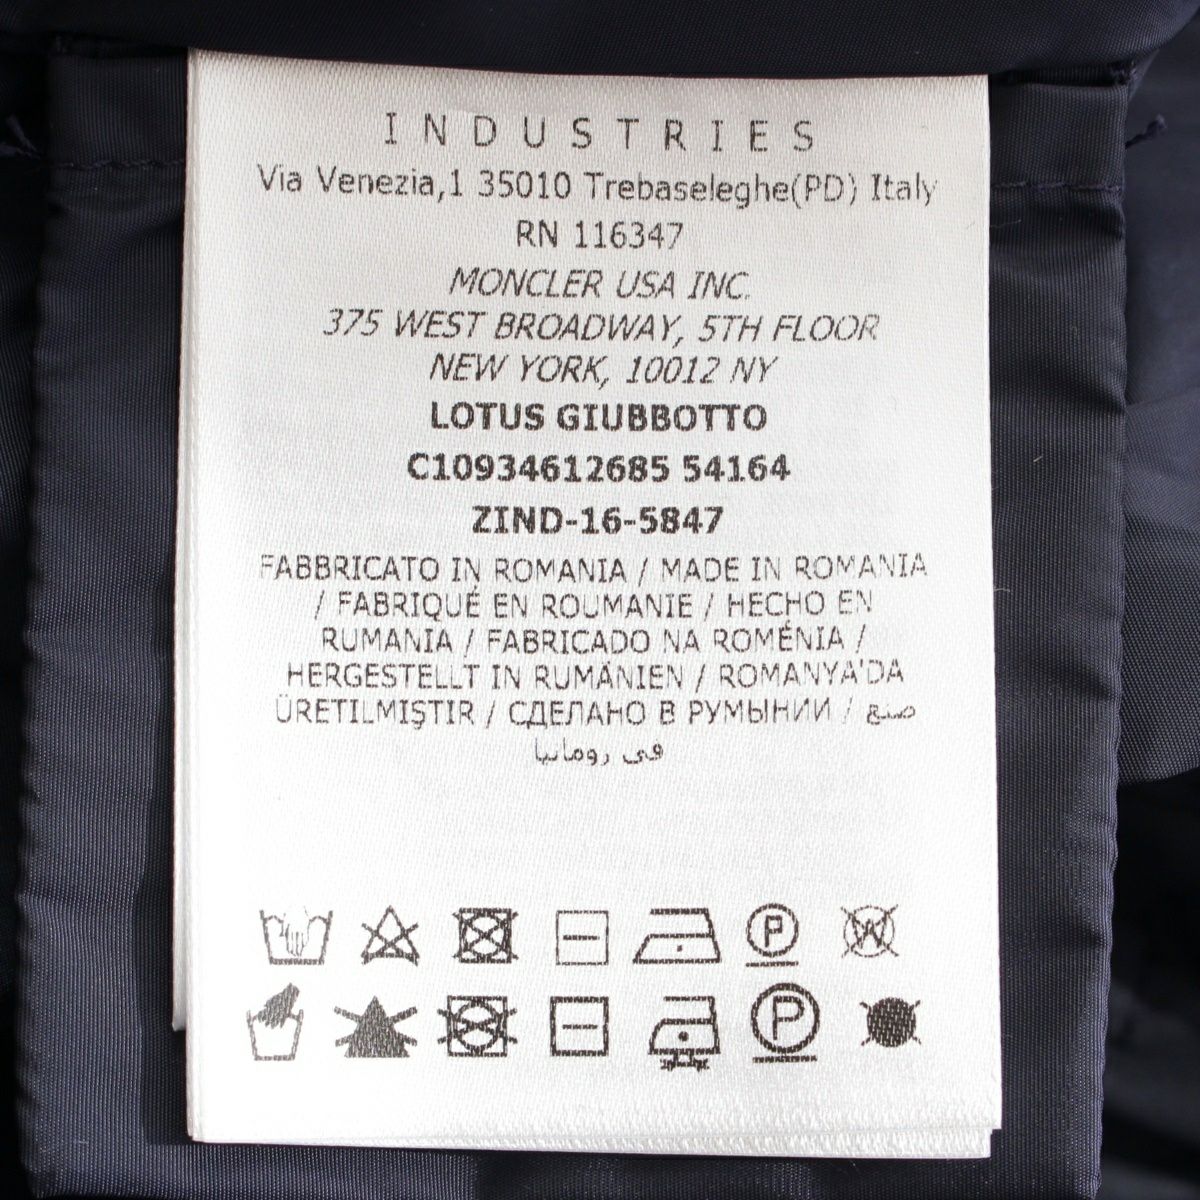 INDUSTRIES
Via Venezia,1 35010 Trebaseleghe(PD) Italy
RN 116347
MONCLER USA INC.
375 WEST BROADWAY, 5TH FLOOR
NEW YORK, 10012 NY
LOTUS GIUBBOTTO
C10934612685 54164
ZIND-16-5847
FABBRICATO IN ROMANIA / MADE IN ROMANIA
/ FABRIQUÉ EN ROUMANIE / HECHO EN
RUMANIA / FABRICADO NA ROMÉNIA /
HERGESTELLT IN RUMÄNIEN / ROMANYA'DA
ÜRETILMIŞTIR / СДЕЛАНО В РУМЫНИИ / صنع
في رومانيا
P W
P